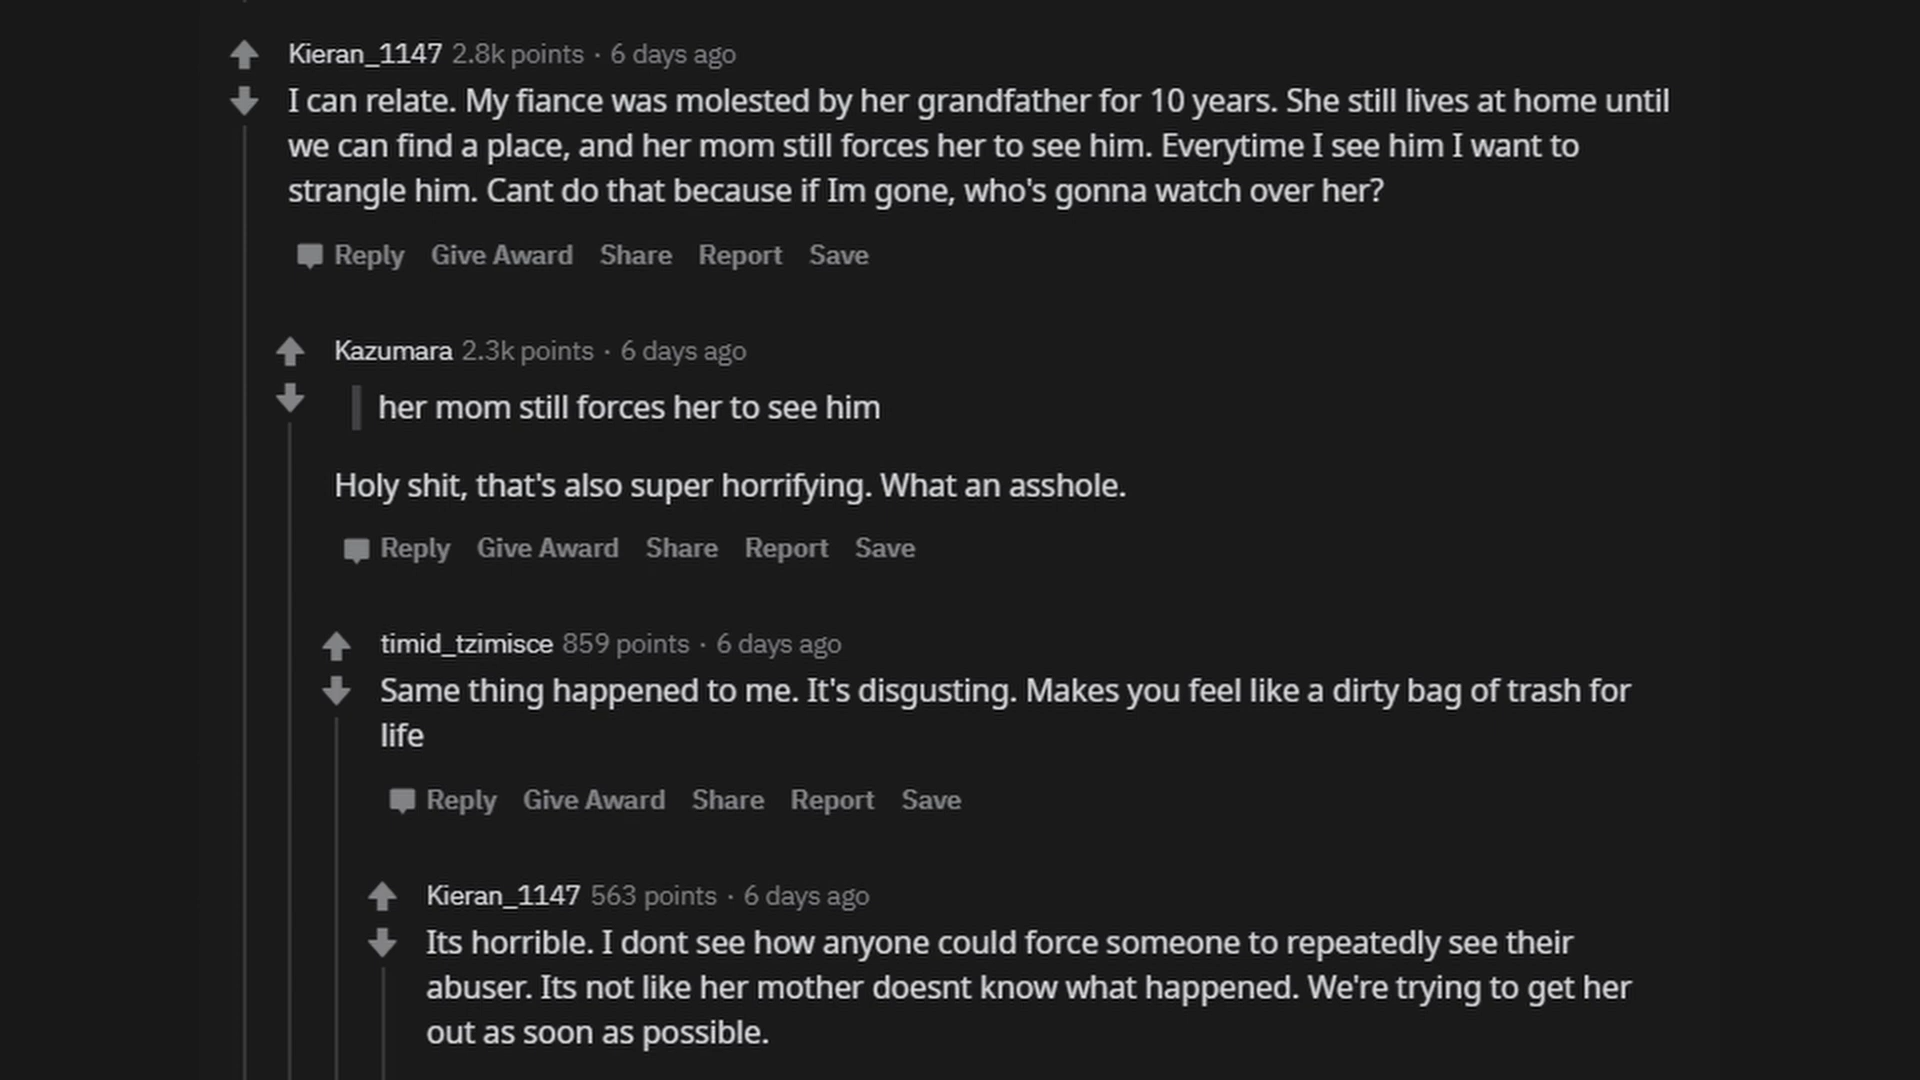 Kieran_1147 2.8k points · 6 days ago
I can relate. My fiance was molested by her grandfather for 10 years. She still lives at home until
we can find a place, and her mom still forces her to see him. Everytime I see him I want to
strangle him. Cant do that because if Im gone, who's gonna watch over her?
Reply Give Award Share Report Save
Kazumara 2.3k points · 6 days ago
her mom still forces her to see him
Holy shit, that's also super horrifying. What an asshole.
Reply Give Award Share Report Save
timid_tzimisce 859 points · 6 days ago
Same thing happened to me. It's disgusting. Makes you feel like a dirty bag of trash for
life
Reply Give Award Share Report Save
Kieran_1147 563 points · 6 days ago
Its horrible. I dont see how anyone could force someone to repeatedly see their
abuser. Its not like her mother doesnt know what happened. We're trying to get her
out as soon as possible.